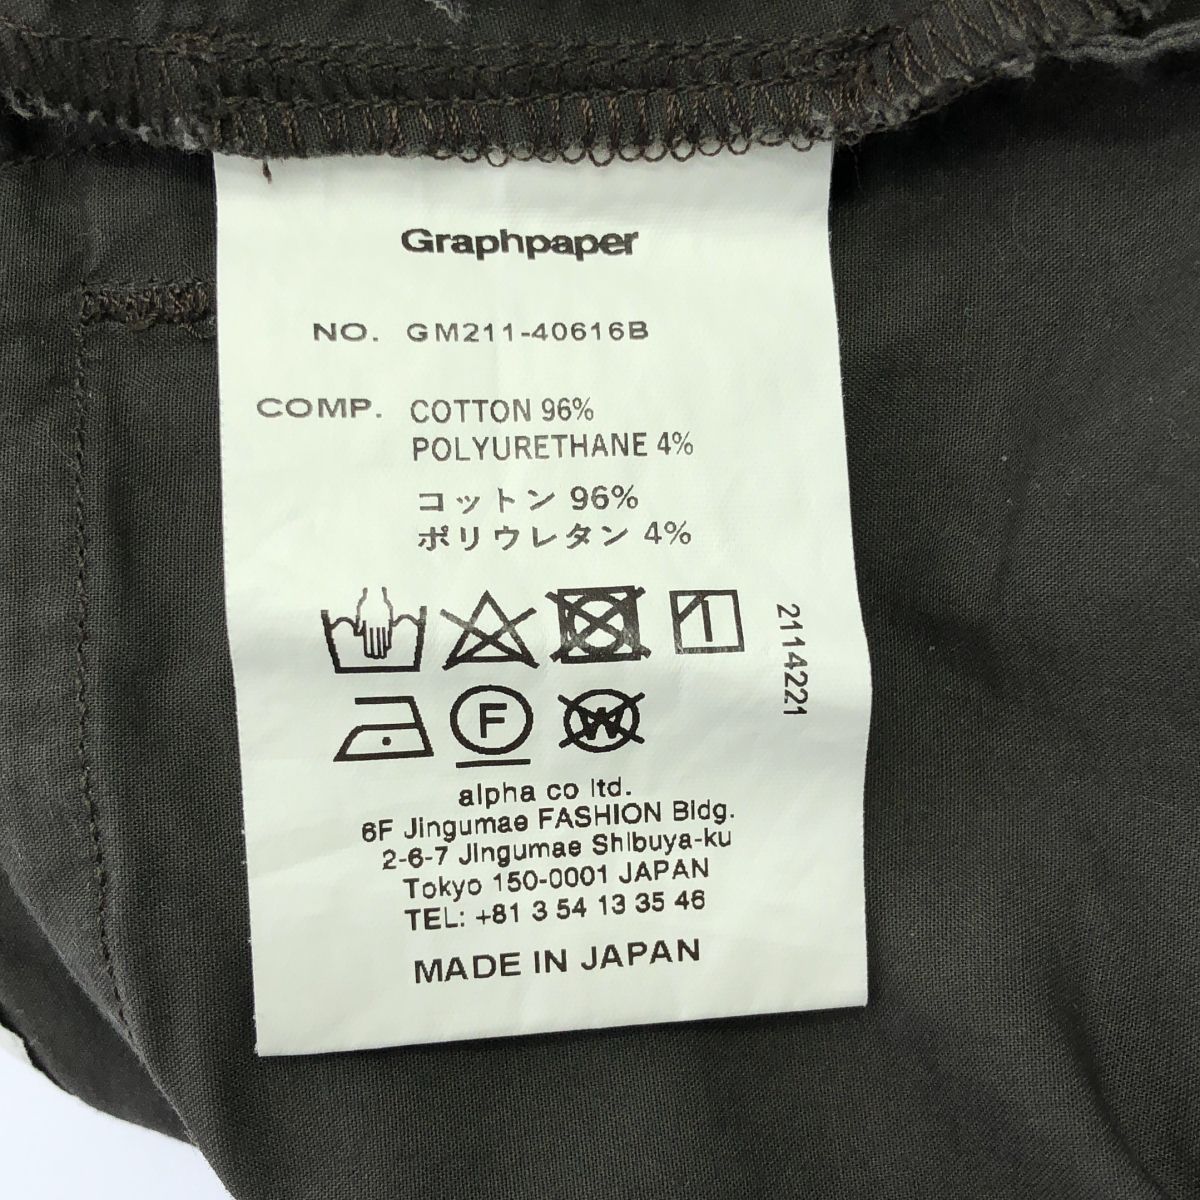 Graphpaper
NO. GM211-40616B
COMP. COTTON 96%
POLYURETHANE 4%
コットン 96%
ポリウレタン 4%
2114221
F
W
alpha co ltd.
6F Jingumae FASHION Bldg.
2-6-7 Jingumae Shibuya-ku
Tokyo 150-0001 JAPAN
TEL: +81 3 54 13 35 46
MADE IN JAPAN